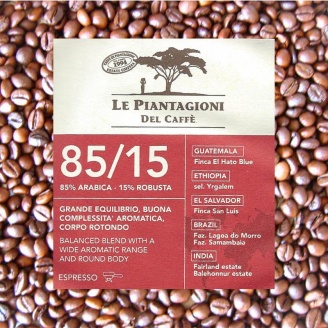 LE PIANTAGIONI
DEL CAFFÈ
85/15
85% ARABICA - 15% ROBUSTA
GRANDE EQUILIBRIO, BUONA
COMPLESSITA' AROMATICA,
CORPO ROTONDO
BALANCED BLEND WITH A
WIDE AROMATIC RANGE
AND ROUND BODY
ESPRESSO
GUATEMALA
Finca El Hato Blue
ETHIOPIA
sel. Yrgalem
EL SALVADOR
Finca San Luis
BRAZIL
Faz. Lagoa do Morro
Faz. Samambaia
INDIA
Fairland estate
Balehonnur estate